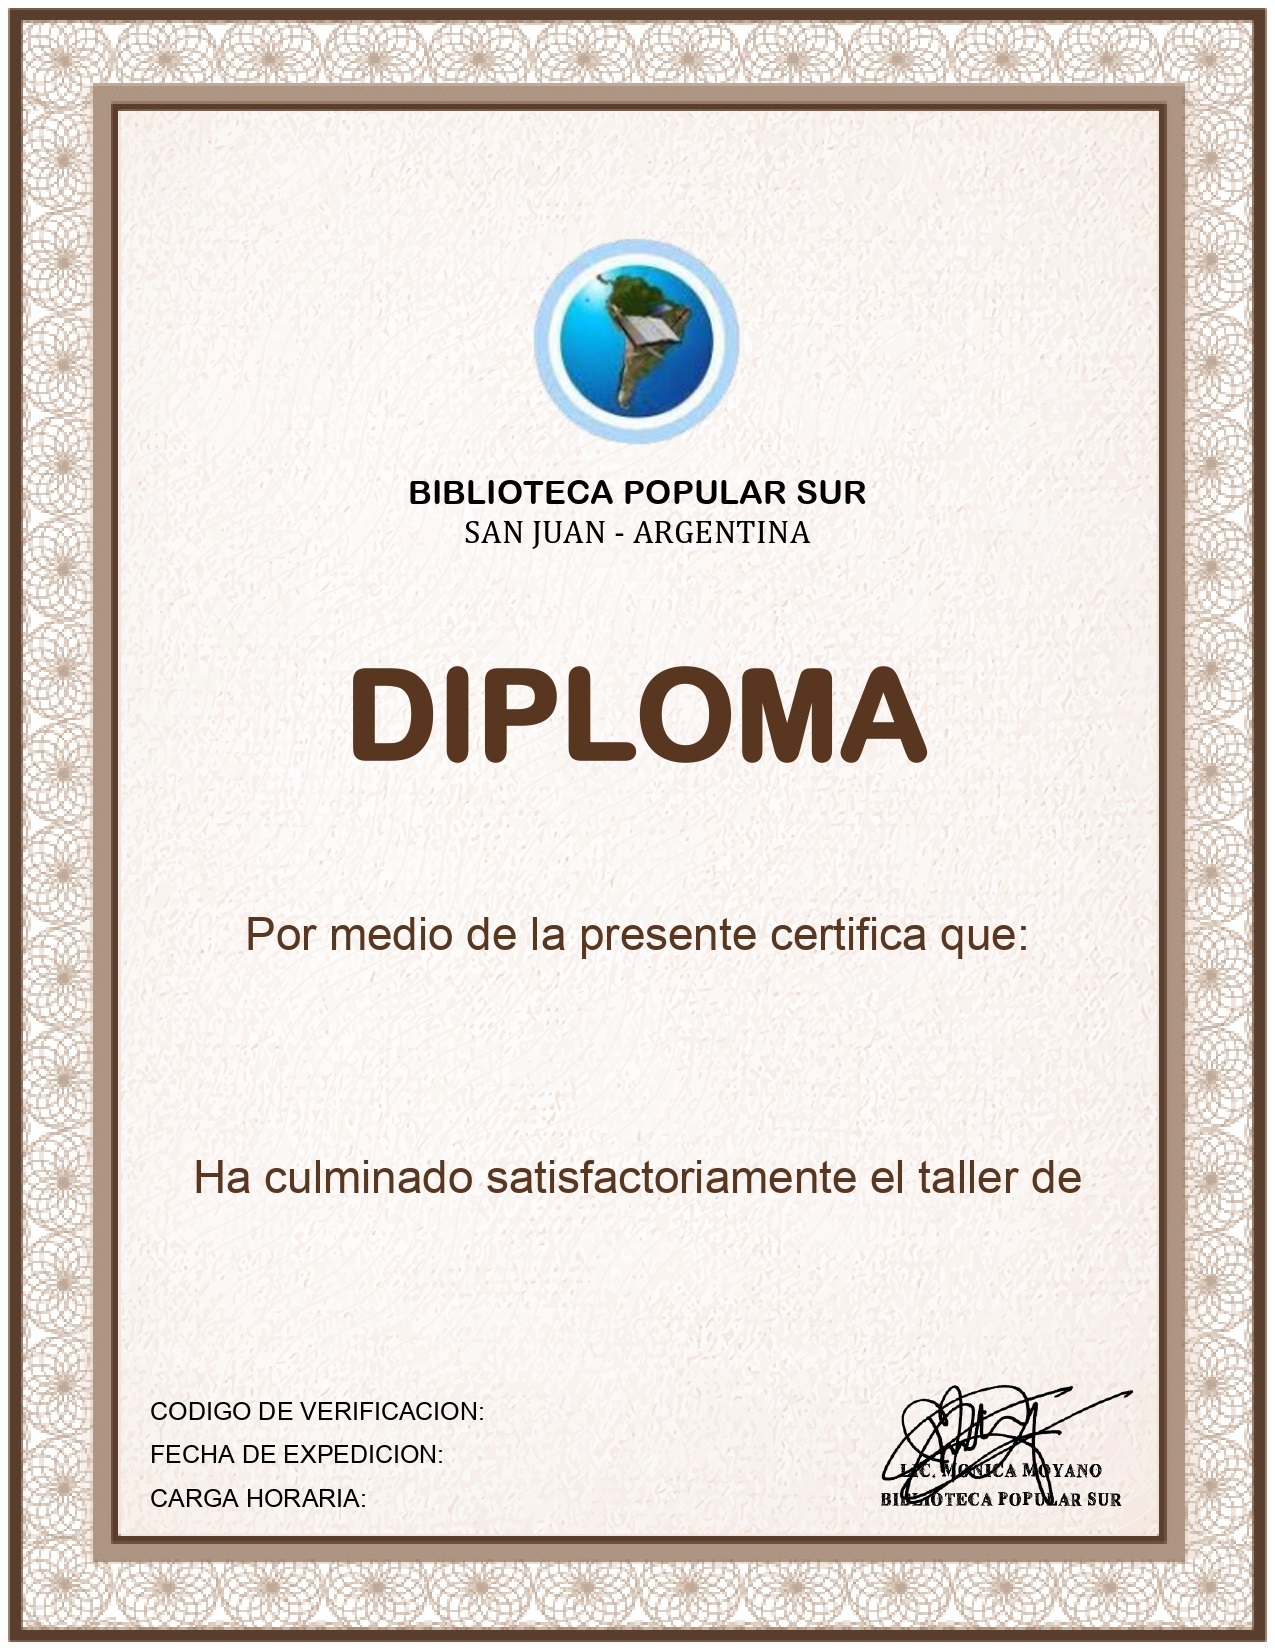 BIBLIOTECA POPULAR SUR
SAN JUAN - ARGENTINA
DIPLOMA
Por medio de la presente certifica que:
Ha culminado satisfactoriamente el taller de
CODIGO DE VERIFICACION:
FECHA DE EXPEDICION:
CARGA HORARIA:
LIC. MONICA MOYANO
BIBLIOTECA POPULAR SUR